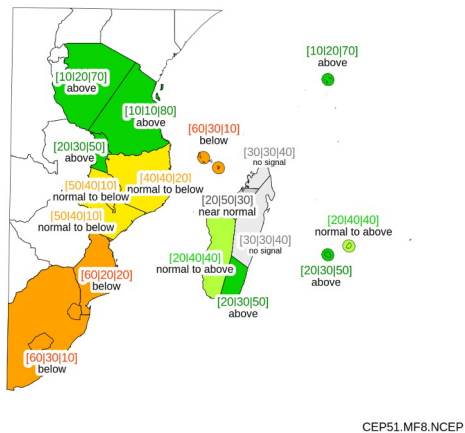 [10|20|70]
above
[10|20|70]
above
[10|10|80]
above
[60|30|10]
below
[20|30|50]
above
[30|30|40]
no signal
[50|40|10]
normal to below
[40|40|20]
normal to below
[20|50|30]
near normal
[50|40|10]
normal to below
[20|40|40]
normal to above
[30|30|40]
no signal
[20|40|40]
normal to above
[60|20|20]
below
[20|30|50]
above
[20|30|50]
above
[60|30|10]
below
CEP51.MF8.NCEP